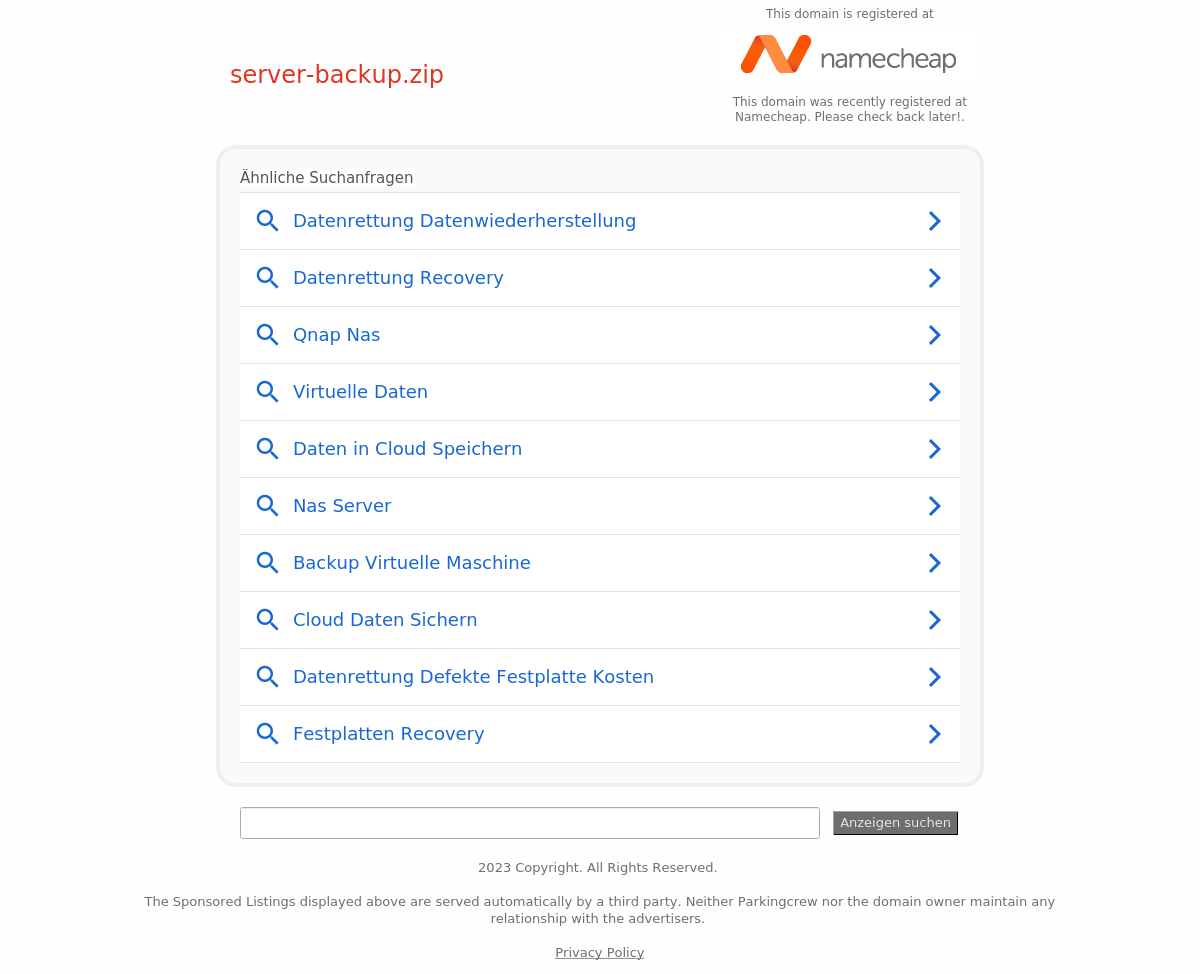 This domain is registered at
namecheap
server-backup.zip
This domain was recently registered at
Namecheap. Please check back later!.
Ähnliche Suchanfragen
Datenrettung Datenwiederherstellung
Datenrettung Recovery
Qnap Nas
Virtuelle Daten
Daten in Cloud Speichern
Nas Server
Backup Virtuelle Maschine
Cloud Daten Sichern
Datenrettung Defekte Festplatte Kosten
Festplatten Recovery
Anzeigen suchen
2023 Copyright. All Rights Reserved.
The Sponsored Listings displayed above are served automatically by a third party. Neither Parkingcrew nor the domain owner maintain any
relationship with the advertisers.
Privacy Policy